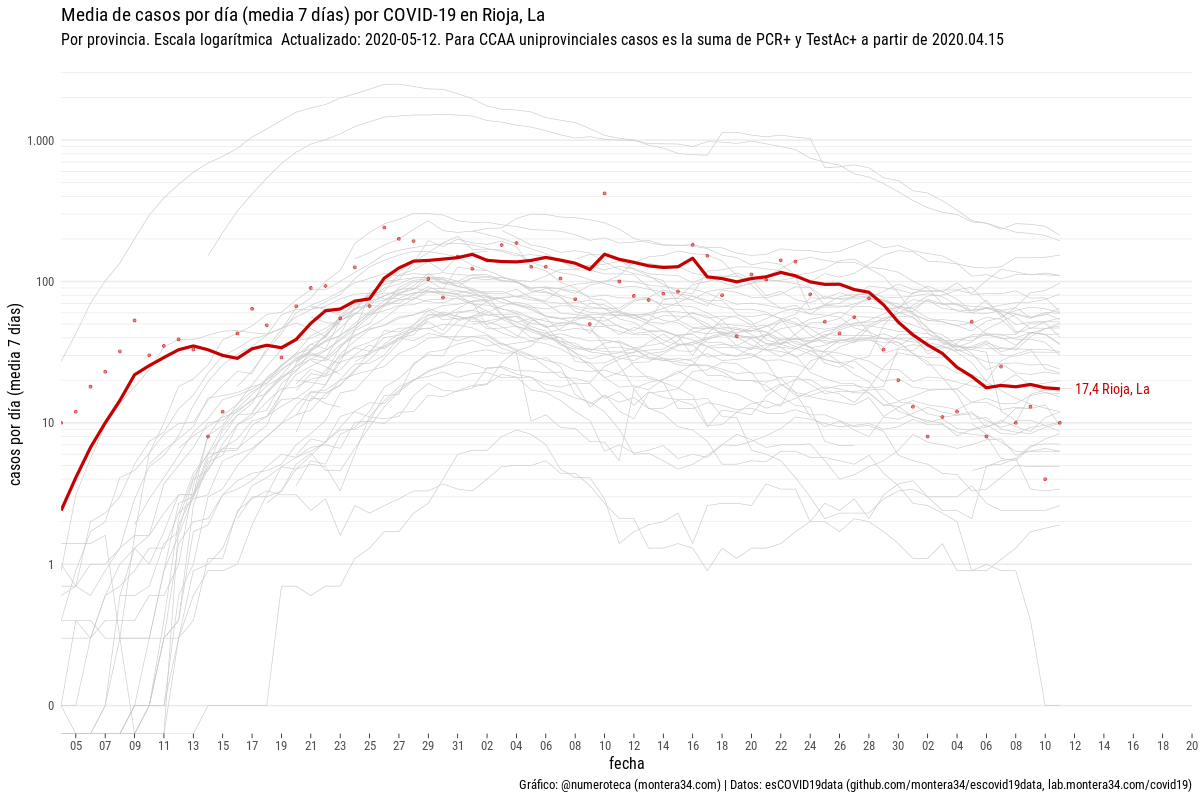 Media de casos por día (media 7 días) por COVID-19 en Rioja, La
Por provincia. Escala logarítmica  Actualizado: 2020-05-12. Para CCAA uniprovinciales casos es la suma de PCR+ y TestAc+ a partir de 2020.04.15
casos por día (media 7 días)
1.000
100
10
1
0
17,4 Rioja, La
05 07 09 11 13 15 17 19 21 23 25 27 29 31 02 04 06 08 10 12 14 16 18 20 22 24 26 28 30 02 04 06 08 10 12 14 16 18 20
fecha
Gráfico: @numeroteca (montera34.com) | Datos: esCOVID19data (github.com/montera34/escovid19data, lab.montera34.com/covid19)